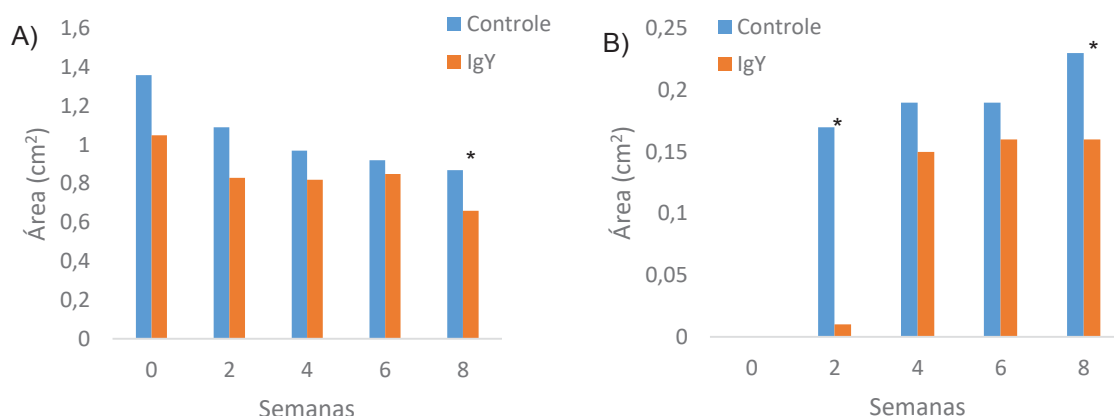 A)
Controle
IgY
1,6
1,4
1,2
1
0,8
0,6
0,4
0,2
0
Área (cm²)
*
0 2 4 6 8
Semanas
B)
Controle
IgY
0,25
0,2
0,15
0,1
0,05
0
Área (cm²)
*
*
0 2 4 6 8
Semanas